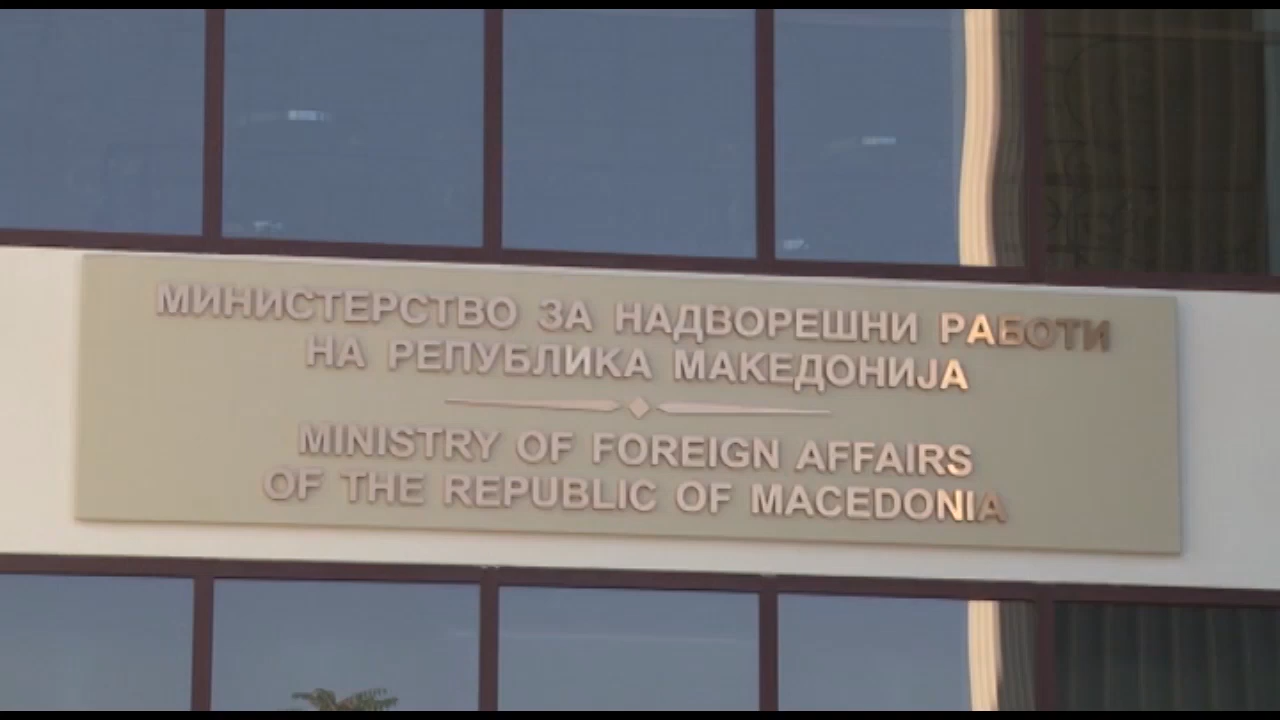 МИНИСТЕРСТВО ЗА НАДВОРЕШНИ РАБОТИ
НА РЕПУБЛИКА МАКЕДОНИЈА
MINISTRY OF FOREIGN AFFAIRS
OF THE REPUBLIC OF MACEDONIA